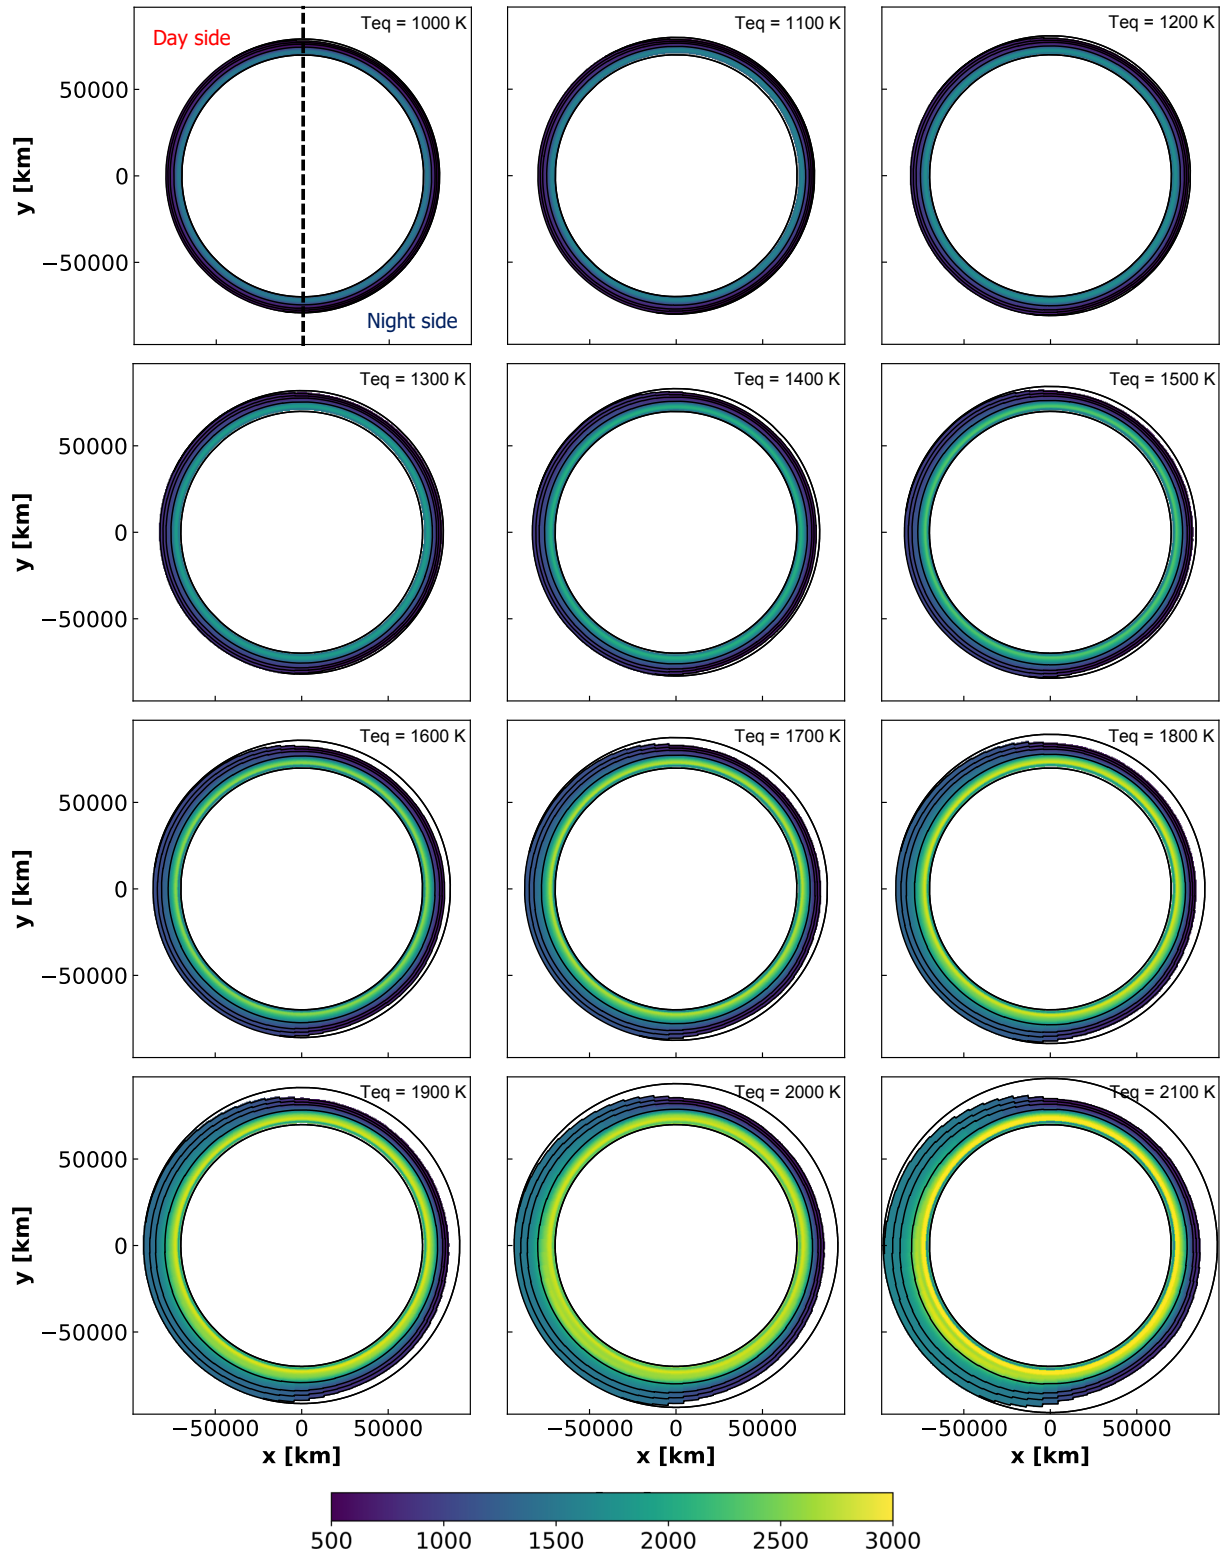 Teq = 1000 K
Teq = 1100 K
Teq = 1200 K
Day side
50000
0
−50000
y [km]
Night side
Teq = 1300 K
Teq = 1400 K
Teq = 1500 K
50000
0
−50000
y [km]
Teq = 1600 K
Teq = 1700 K
Teq = 1800 K
50000
0
−50000
y [km]
Teq = 1900 K
Teq = 2000 K
Teq = 2100 K
50000
0
−50000
y [km]
−50000 0 50000
−50000 0 50000
−50000 0 50000
x [km]
x [km]
x [km]
500 1000 1500 2000 2500 3000